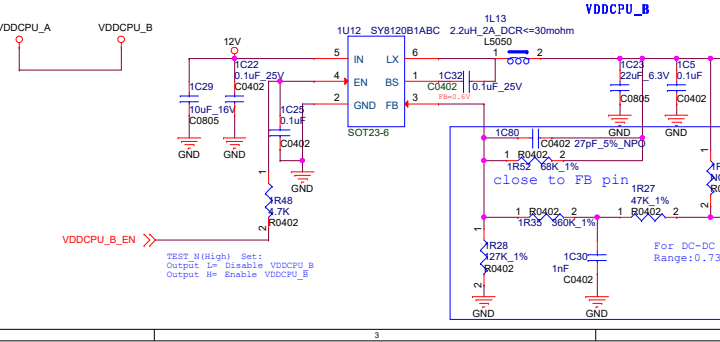 VDDCPU_B
VDDCPU_A
VDDCPU_B
12V
1U12 SY8120B1ABC
2.2uH_2A_DCR<=30mohm
1L13
L5050
1C29
10uF_16V
C0805
GND
1C22
0.1uF_25V
C0402
GND
1C25
0.1uF
C0402
GND
5 IN LX 6
4 EN BS 1
2 GND FB 3
SOT23-6
1C32
C0402
0.1uF_25V
FB=0.6V
1 2
1C23
22uF_6.3V
C0805
GND
1C5
0.1uF
C0402
GND
1C80
C0402 27pF_5%_NPO
1 R0402 2
1R52 68K_1%
close to FB pin
1 R0402 2
1R35 360K_1%
1R27
47K_1%
1 R0402 2
1
1R28
127K_1%
R0402
2
GND
1C30
1nF
C0402
GND
1
For DC-DC
Range:0.73
1
1R48
4.7K
R0402
2
VDDCPU_B_EN
TEST_N(High) Set:
Output L= Disable VDDCPU_B
Output H= Enable VDDCPU_B
3